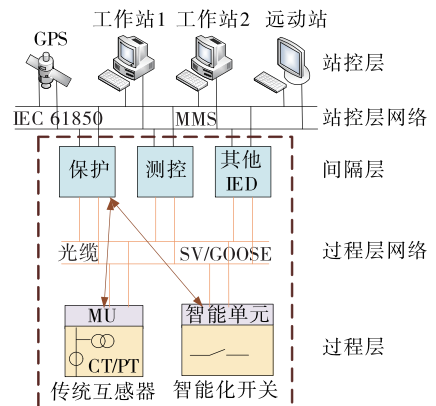 GPS
工作站1
工作站2
远动站
站控层
IEC 61850
MMS
站控层网络
保护
测控
其他
IED
间隔层
光缆
SV/GOOSE
过程层网络
MU
CT/PT
智能单元
过程层
传统互感器
智能化开关